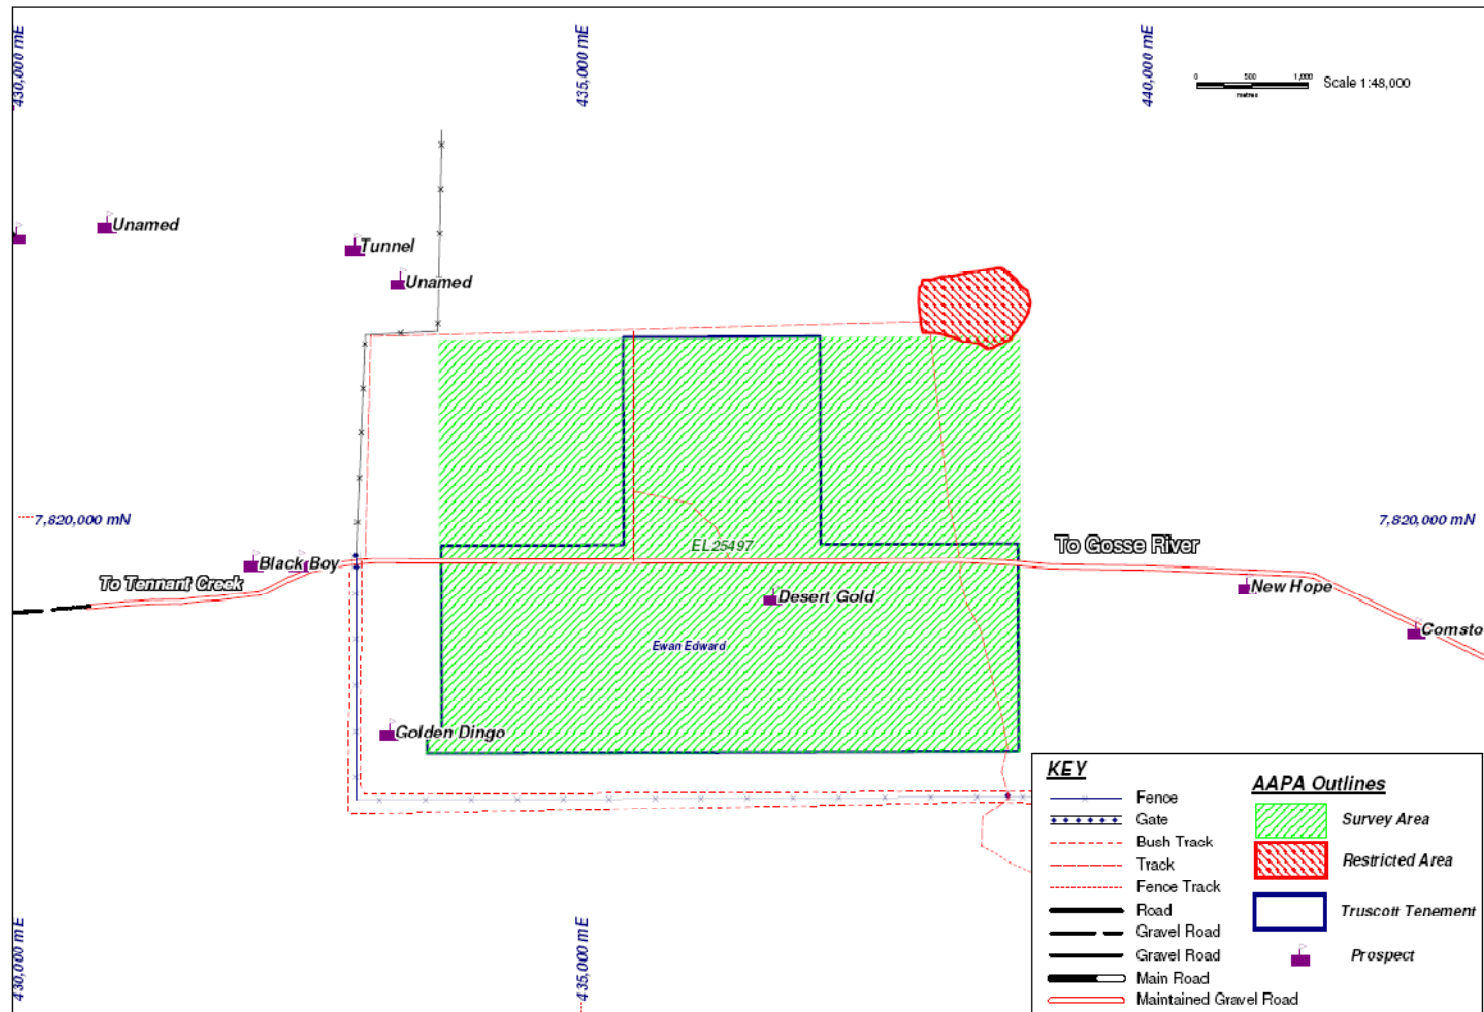 430,000 mE
435,000 mE
440,000 mE
0 500 1,000
metres
Scale 1:48,000
Unamed
Tunnel
Unamed
7,820,000 mN
7,820,000 mN
EL25497
To Gosse River
Black Boy
To Tennant Creek
Desert Gold
New Hope
Comsto
Ewan Edward
Golden Dingo
KEY
Fence
Gate
Bush Track
Track
Fence Track
Road
Gravel Road
Gravel Road
Main Road
Maintained Gravel Road
AAPA Outlines
Survey Area
Restricted Area
Truscott Tenement
Prospect
430,000 mE
435,000 mE